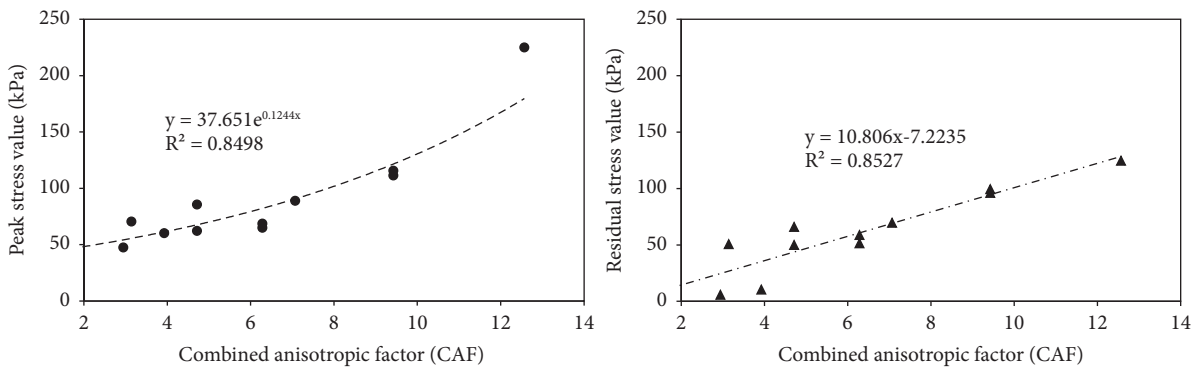 250
200
150
100
50
0
2 4 6 8 10 12 14
Peak stress value (kPa)
Combined anisotropic factor (CAF)
y = 37.651e^0.1244x
R² = 0.8498
250
200
150
100
50
0
2 4 6 8 10 12 14
Residual stress value (kPa)
Combined anisotropic factor (CAF)
y = 10.806x-7.2235
R² = 0.8527